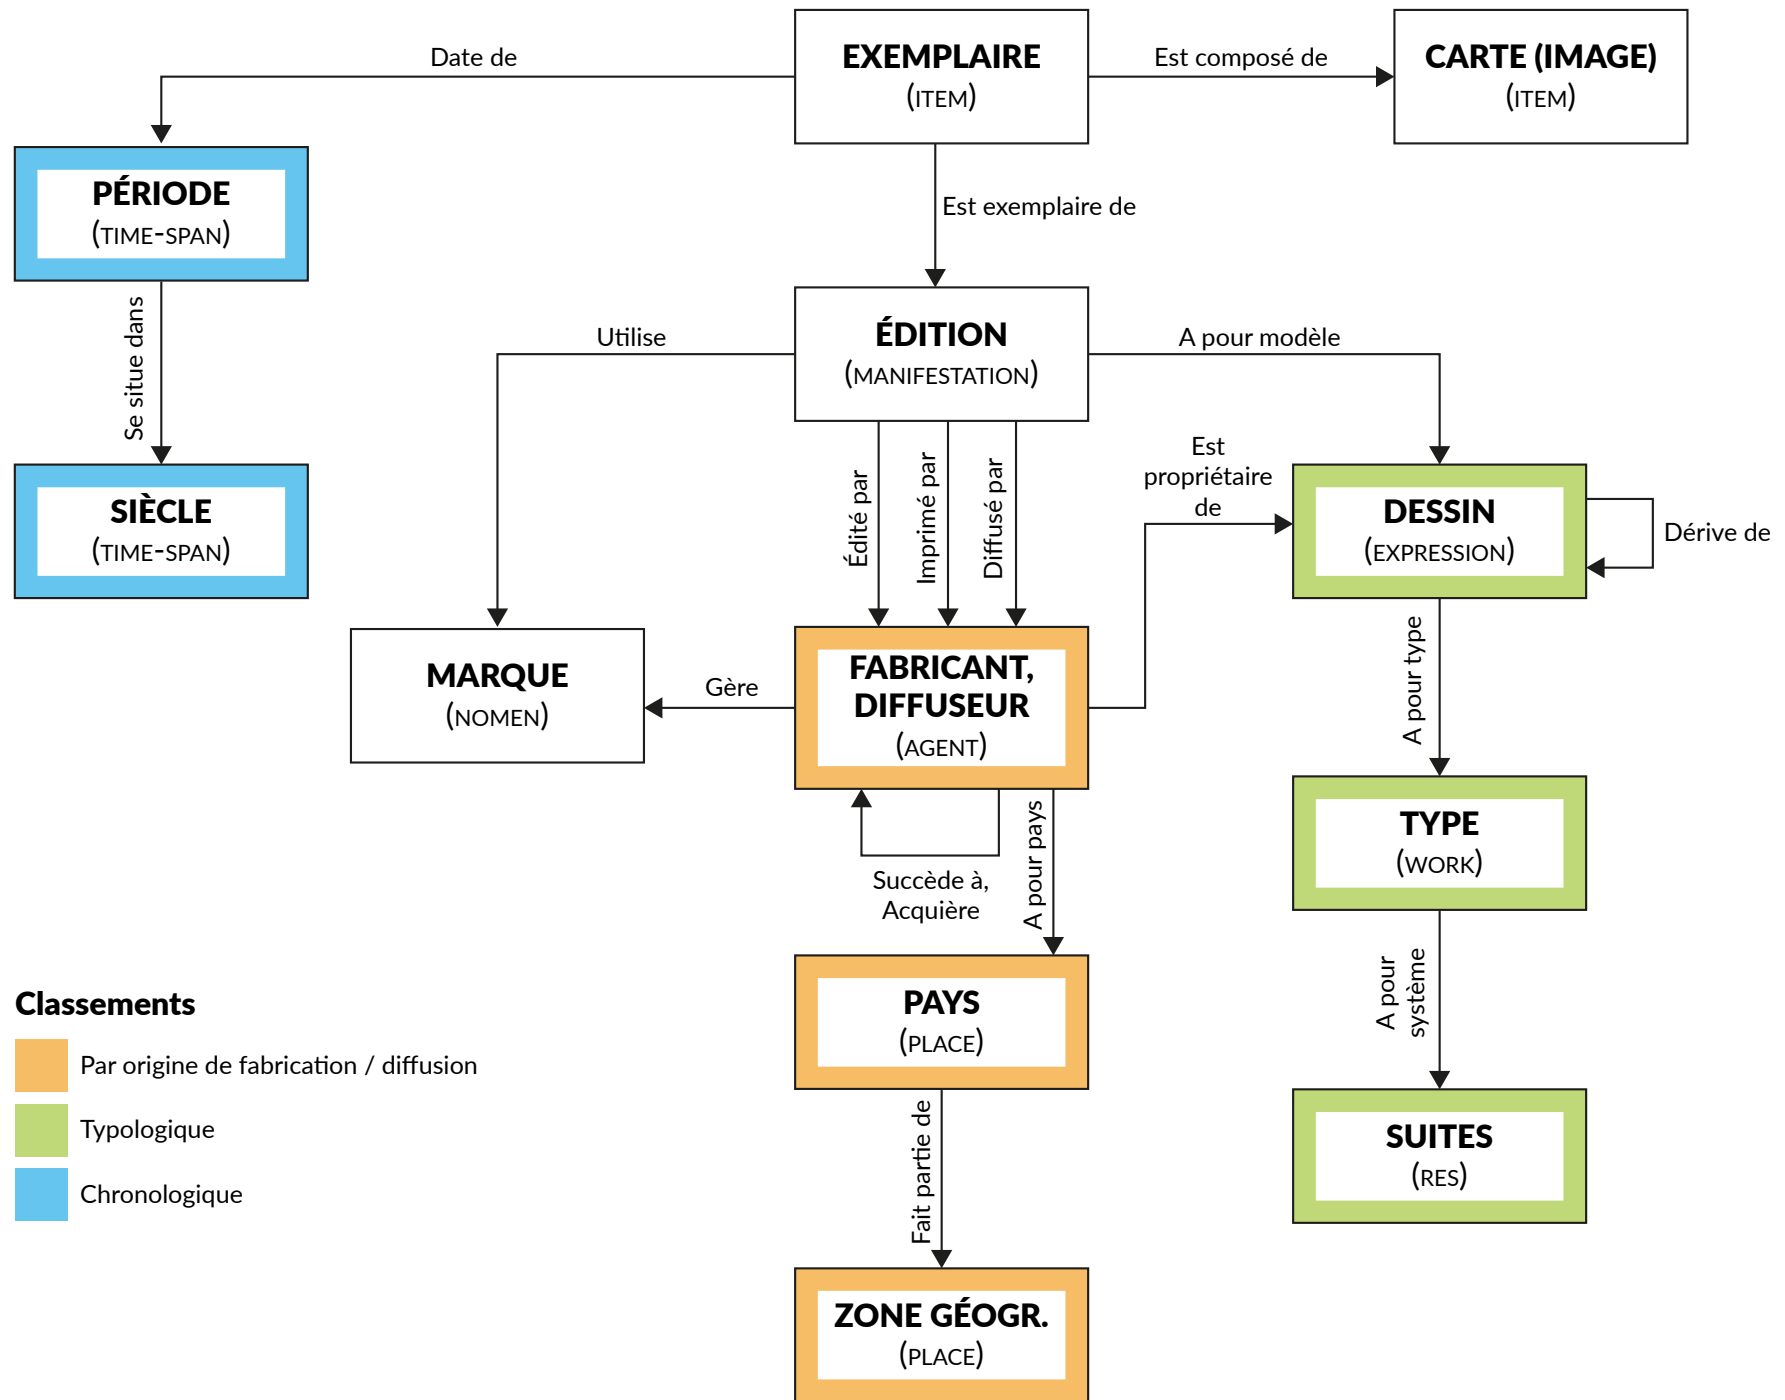 Date de
EXEMPLAIRE
(ITEM)
Est composé de
CARTE (IMAGE)
(ITEM)
PÉRIODE
(TIME-SPAN)
Est exemplaire de
Se situe dans
SIÈCLE
(TIME-SPAN)
Utilise
ÉDITION
(MANIFESTATION)
A pour modèle
Édité par
Imprimé par
Diffusé par
Est
propriétaire
de
DESSIN
(EXPRESSION)
Dérive de
MARQUE
(NOMEN)
Gère
FABRICANT,
DIFFUSEUR
(AGENT)
A pour type
Succède à,
Acquière
A pour pays
TYPE
(WORK)
A pour
système
PAYS
(PLACE)
SUITES
(RES)
Fait partie de
ZONE GÉOGR.
(PLACE)
Classements
Par origine de fabrication / diffusion
Typologique
Chronologique